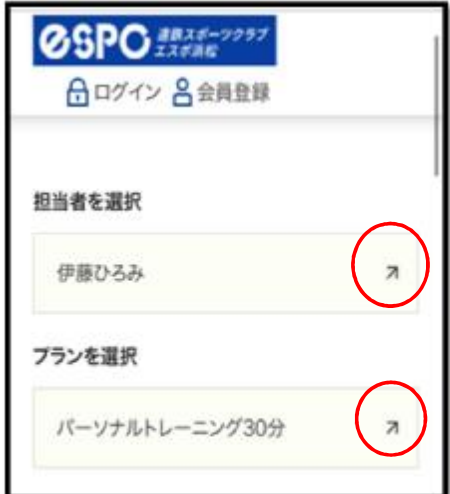 eSPO 遠鉄スポーツクラブ
エスポ浜松
ログイン 会員登録
担当者を選択
伊藤ひろみ
プランを選択
パーソナルトレーニング30分